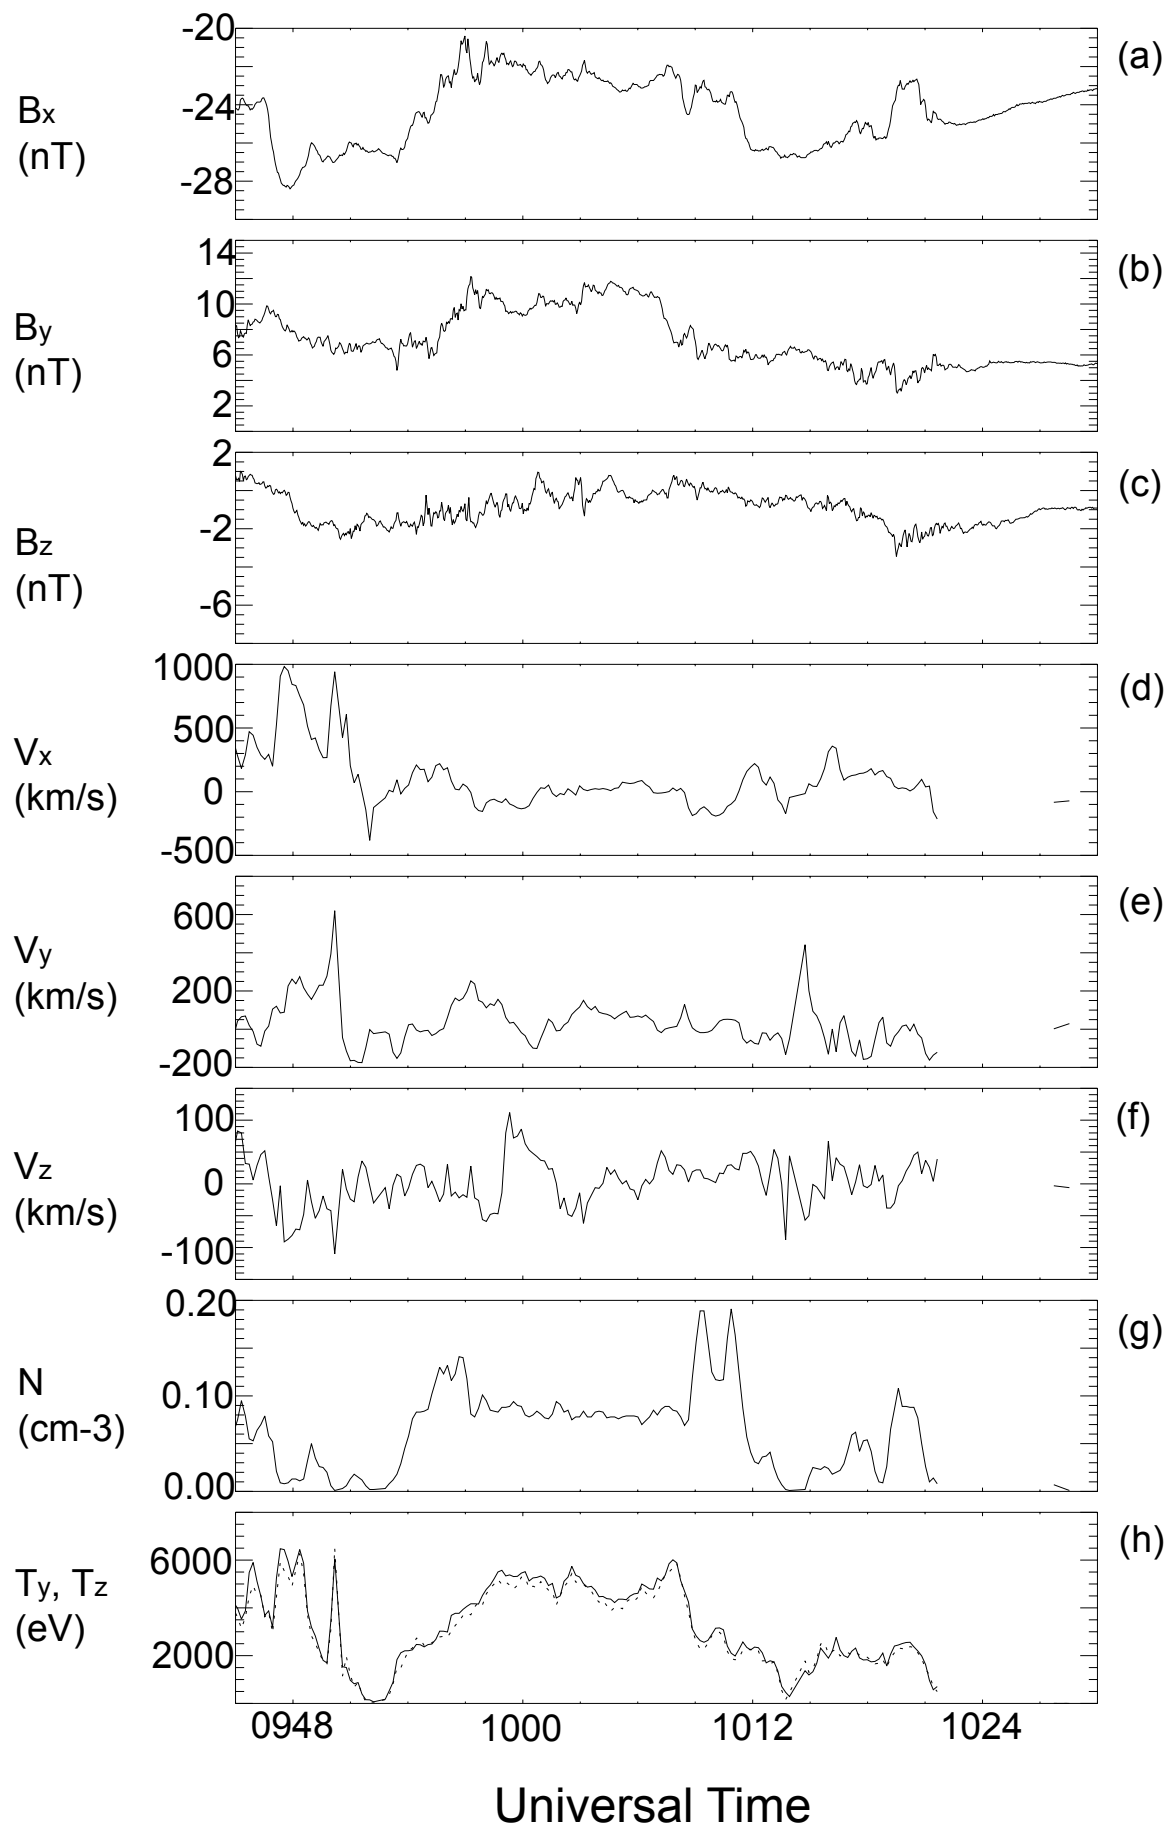 -20
-24
-28
Bx
(nT)
(a)
14
10
6
2
By
(nT)
(b)
2
-2
-6
Bz
(nT)
(c)
1000
500
0
-500
Vx
(km/s)
(d)
600
200
-200
Vy
(km/s)
(e)
100
0
-100
Vz
(km/s)
(f)
0.20
0.10
0.00
N
(cm-3)
(g)
6000
2000
Ty, Tz
(eV)
(h)
0948 1000 1012 1024
Universal Time